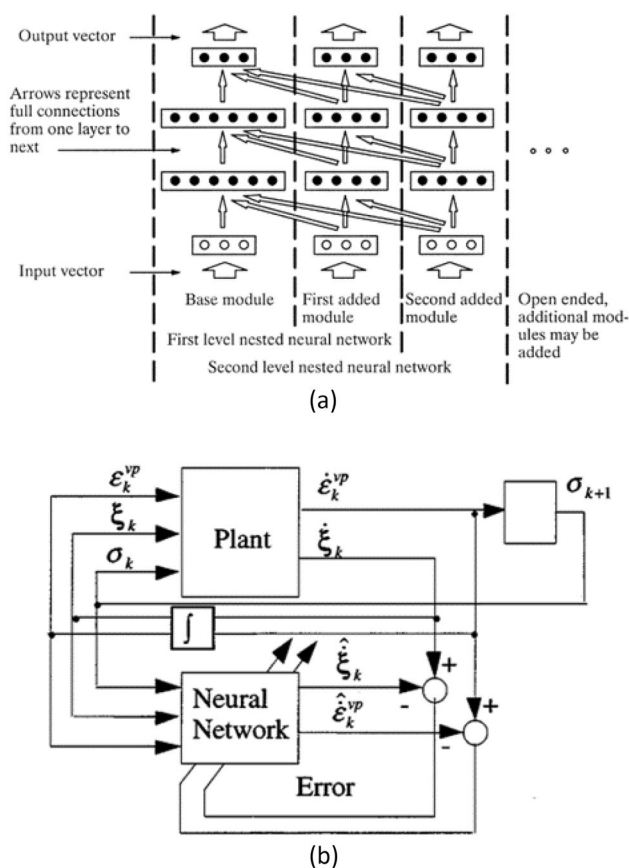 Output vector
Arrows represent
full connections
from one layer to
next
Input vector
Base module
First added
module
Second added
module
Open ended,
additional mod-
ules may be
added
First level nested neural network
Second level nested neural network
(a)
ε_k^{vp}
ξ_k
σ_k
Plant
ε̇_k^{vp}
ξ̇_k
σ_{k+1}
∫
Neural
Network
ξ̇̂_k
ε̇̂_k^{vp}
+
-
+
-
Error
(b)